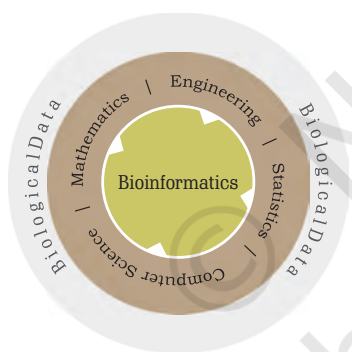 BiologicalData
Mathematics | Engineering | Statistics | Computer Science |
Bioinformatics
BiologicalData
©